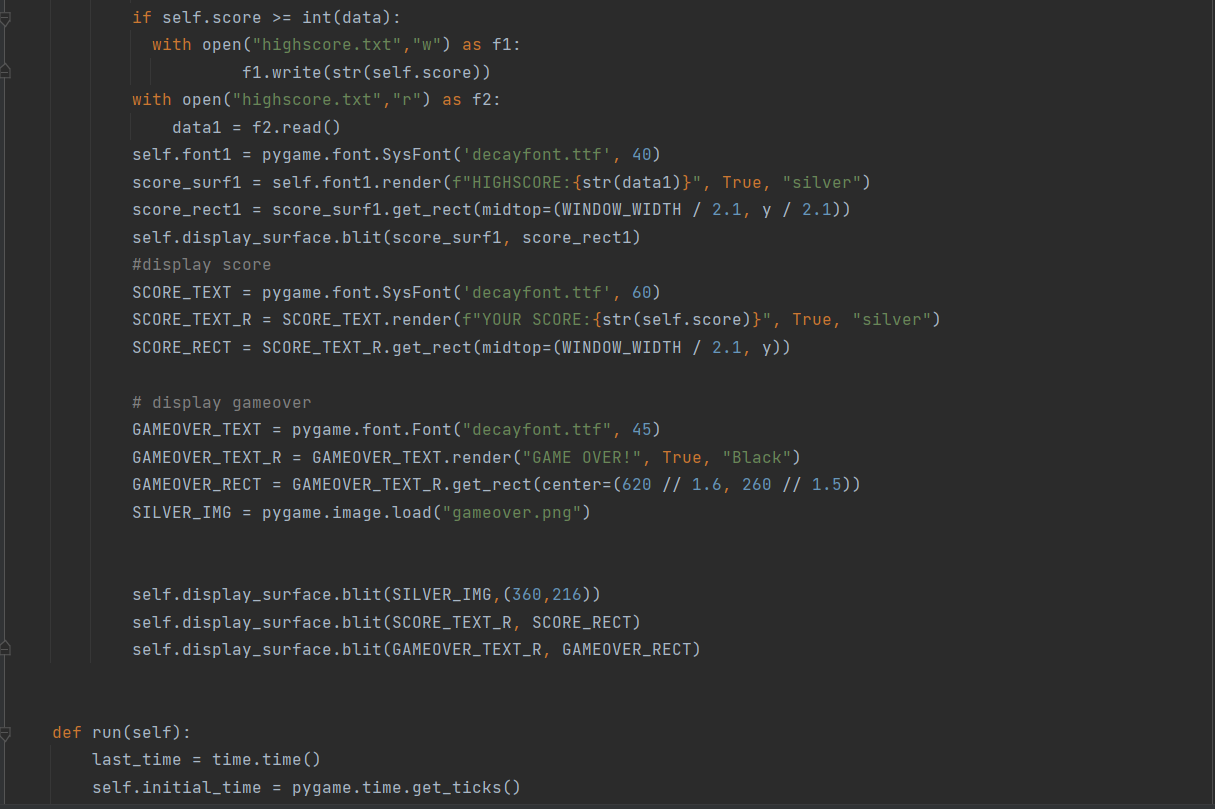 if self.score >= int(data):
with open("highscore.txt","w") as f1:
f1.write(str(self.score))
with open("highscore.txt","r") as f2:
data1 = f2.read()
self.font1 = pygame.font.SysFont('decayfont.ttf', 40)
score_surf1 = self.font1.render(f"HIGHSCORE:{str(data1)}", True, "silver")
score_rect1 = score_surf1.get_rect(midtop=(WINDOW_WIDTH / 2.1, y / 2.1))
self.display_surface.blit(score_surf1, score_rect1)
#display score
SCORE_TEXT = pygame.font.SysFont('decayfont.ttf', 60)
SCORE_TEXT_R = SCORE_TEXT.render(f"YOUR SCORE:{str(self.score)}", True, "silver")
SCORE_RECT = SCORE_TEXT_R.get_rect(midtop=(WINDOW_WIDTH / 2.1, y))
# display gameover
GAMEOVER_TEXT = pygame.font.Font("decayfont.ttf", 45)
GAMEOVER_TEXT_R = GAMEOVER_TEXT.render("GAME OVER!", True, "Black")
GAMEOVER_RECT = GAMEOVER_TEXT_R.get_rect(center=(620 // 1.6, 260 // 1.5))
SILVER_IMG = pygame.image.load("gameover.png")
self.display_surface.blit(SILVER_IMG,(360,216))
self.display_surface.blit(SCORE_TEXT_R, SCORE_RECT)
self.display_surface.blit(GAMEOVER_TEXT_R, GAMEOVER_RECT)
def run(self):
last_time = time.time()
self.initial_time = pygame.time.get_ticks()